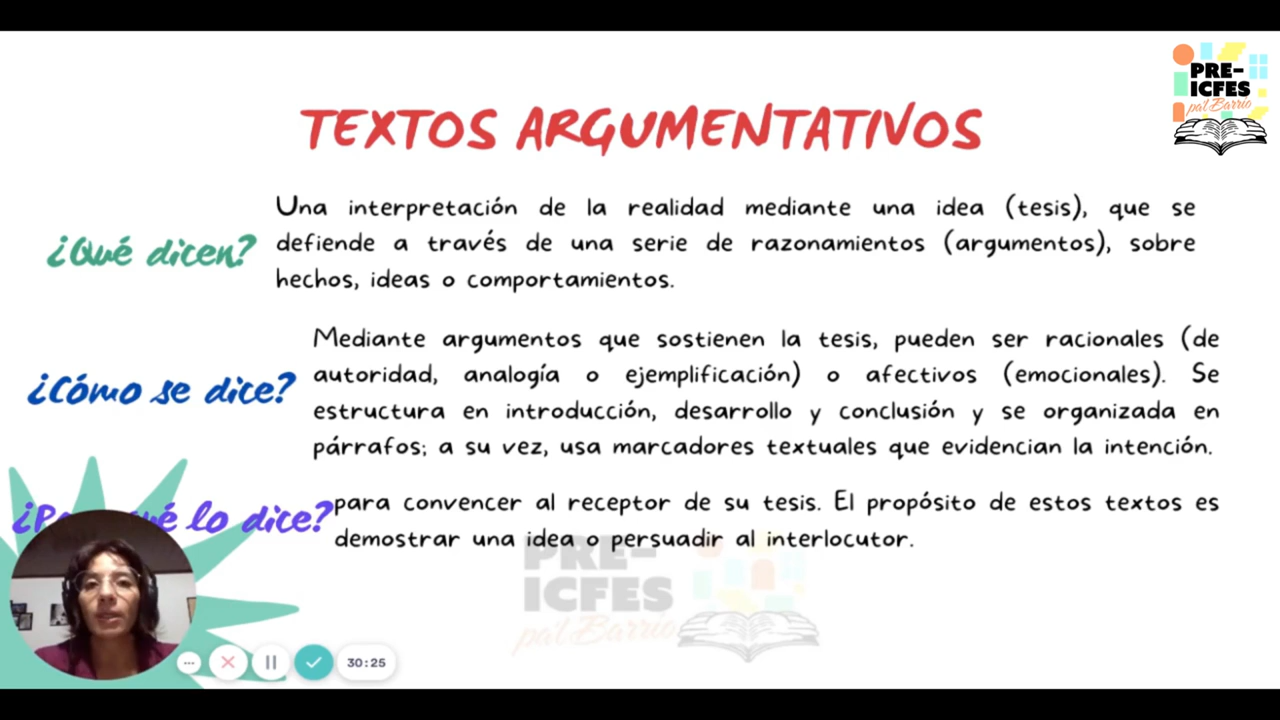 PRE-
ICFES
pa'l Barrio
TEXTOS ARGUMENTATIVOS
¿Qué dicen?
Una interpretación de la realidad mediante una idea (tesis), que se
defiende a través de una serie de razonamientos (argumentos), sobre
hechos, ideas o comportamientos.
¿Cómo se dice?
Mediante argumentos que sostienen la tesis, pueden ser racionales (de
autoridad, analogía o ejemplificación) o afectivos (emocionales). Se
estructura en introducción, desarrollo y conclusión y se organizada en
párrafos; a su vez, usa marcadores textuales que evidencian la intención.
lo dice?
para convencer al receptor de su tesis. El propósito de estos textos es
demostrar una idea o persuadir al interlocutor.
PRE-
ICFES
pa'l Barrio
30:25